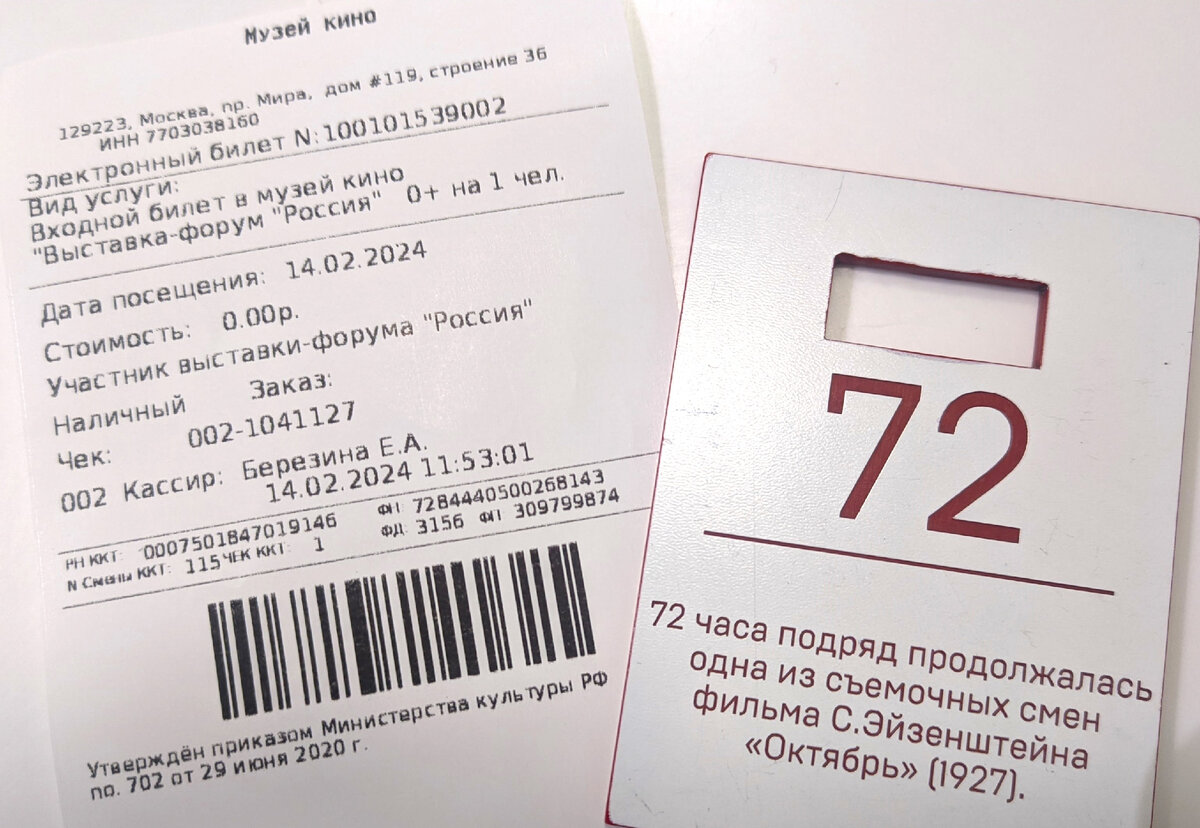 Музей кино
129223, Москва, пр. Мира, дом #119, строение 36
ИНН 7703038160
Электронный билет N:100101539002
Вид услуги:
Входной билет в музей кино
"Выставка-форум "Россия" 0+ на 1 чел.
Дата посещения: 14.02.2024
Стоимость: 0.00р.
Участник выставки-форума "Россия"
Наличный Заказ:
Чек: 002-1041127
002 Кассир: Березина Е.А.
14.02.2024 11:53:01
РН ККТ: 0007501847019146 ФН: 7284440500268143
N Смены ККТ: 115 ЧЕК ККТ: 1 ФД: 3156 ФП: 309799874
Утверждён приказом Министерства культуры РФ
по. 702 от 29 июня 2020 г.
72
72 часа подряд продолжалась
одна из съемочных смен
фильма С.Эйзенштейна
«Октябрь» (1927).